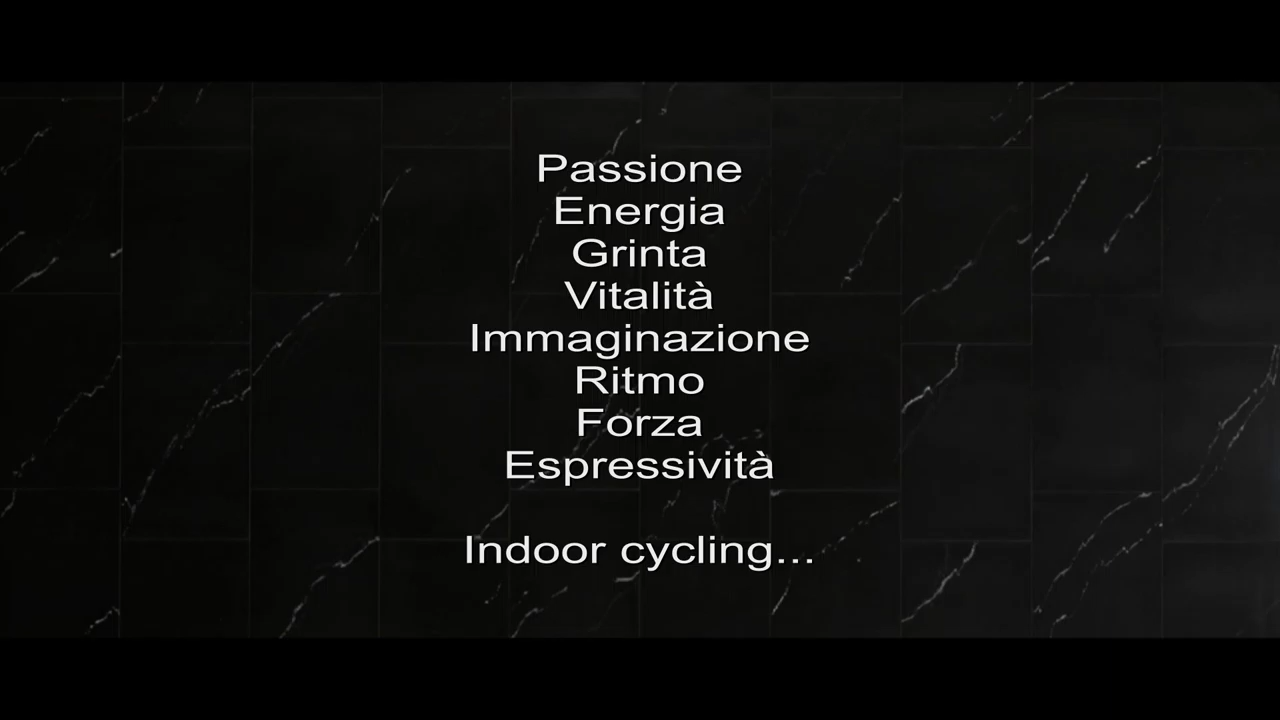 Passione
Energia
Grinta
Vitalità
Immaginazione
Ritmo
Forza
Espressività
Indoor cycling...